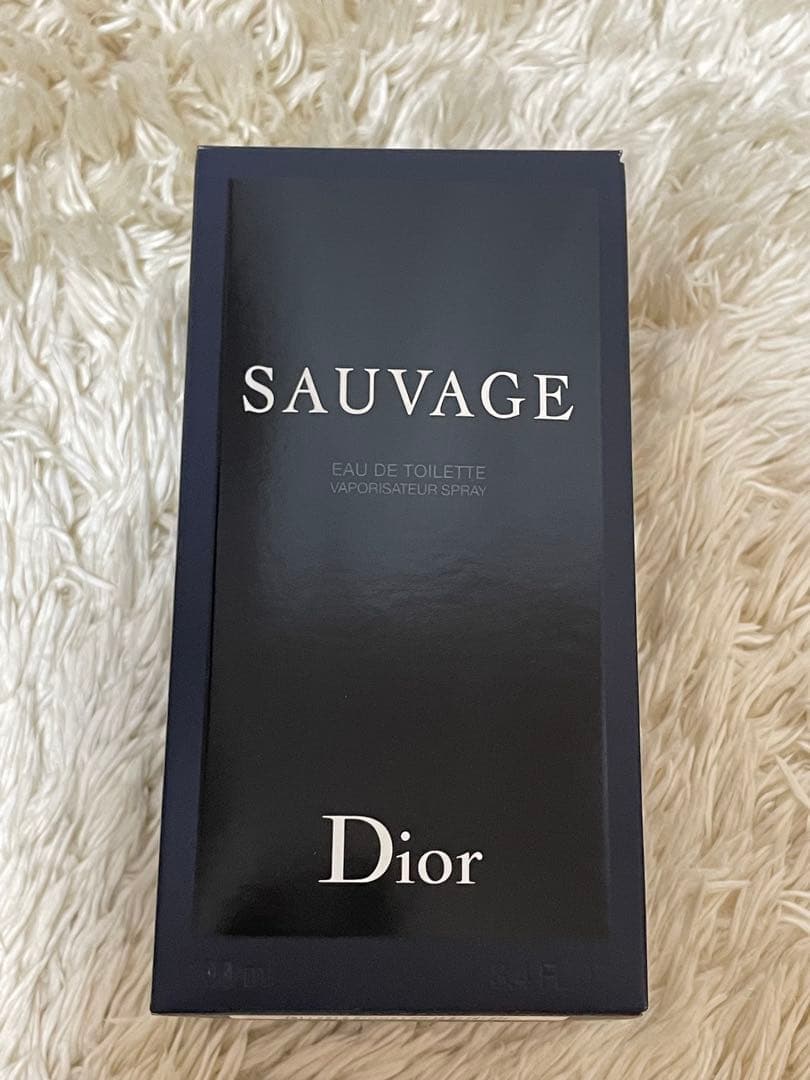 SAUVAGE
EAU DE TOILETTE
VAPORISATEUR SPRAY
Dior